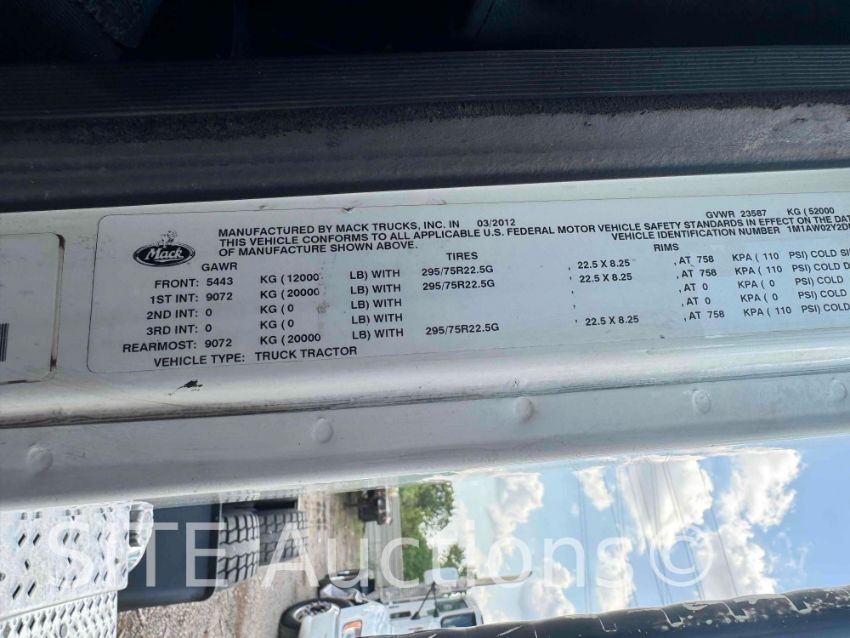 MANUFACTURED BY MACK TRUCKS, INC. IN 03/2012 GVWR 23587 KG (52000
THIS VEHICLE CONFORMS TO ALL APPLICABLE U.S. FEDERAL MOTOR VEHICLE SAFETY STANDARDS IN EFFECT ON THE DAT
OF MANUFACTURE SHOWN ABOVE. VEHICLE IDENTIFICATION NUMBER 1M1AW02Y2D
Mack
GAWR TIRES RIMS
FRONT: 5443 KG (12000 LB) WITH 295/75R22.5G , 22.5 X 8.25 , AT 758 KPA ( 110 PSI) COLD
1ST INT: 9072 KG (20000 LB) WITH 295/75R22.5G , 22.5 X 8.25 , AT 758 KPA ( 110 PSI) COLD D
2ND INT: 0 KG ( 0 LB) WITH , , AT 0 KPA ( 0 PSI) COLD
3RD INT: 0 KG ( 0 LB) WITH , , AT 0 KPA ( 0 PSI) COLD
REARMOST: 9072 KG (20000 LB) WITH 295/75R22.5G , 22.5 X 8.25 , AT 758 KPA ( 110 PSI) COLD D
VEHICLE TYPE: TRUCK TRACTOR
SITE Auctions©